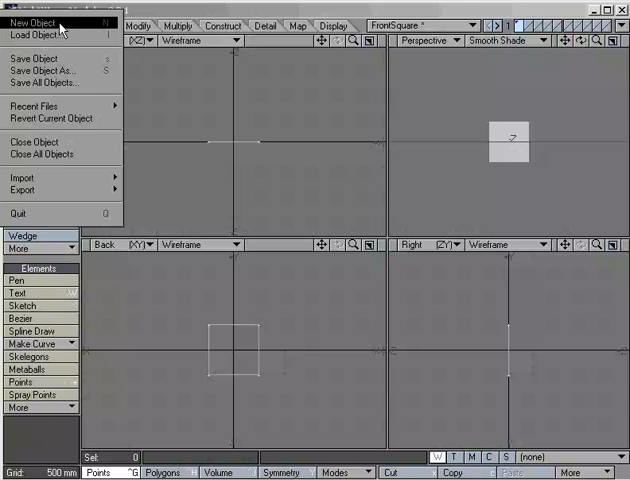 New Object N
Load Object...
Save Object s
Save Object As... S
Save All Objects...
Recent Files
Revert Current Object
Close Object
Close All Objects
Import
Export
Quit Q
Modify Multiply Construct Detail Map Display FrontSquare * 1
(XZ) Wireframe
Perspective Smooth Shade
Back (XY) Wireframe
Right (ZY) Wireframe
Wedge
More
Elements
Pen
Text W
Sketch
Bezier
Spline Draw
Make Curve
Skelegons
Metaballs
Points +
Spray Points
More
Sel: 0
W T M C S (none)
Grid: 500 mm
Points ^G Polygons H Volume Symmetry Y Modes Cut x Copy c Paste More